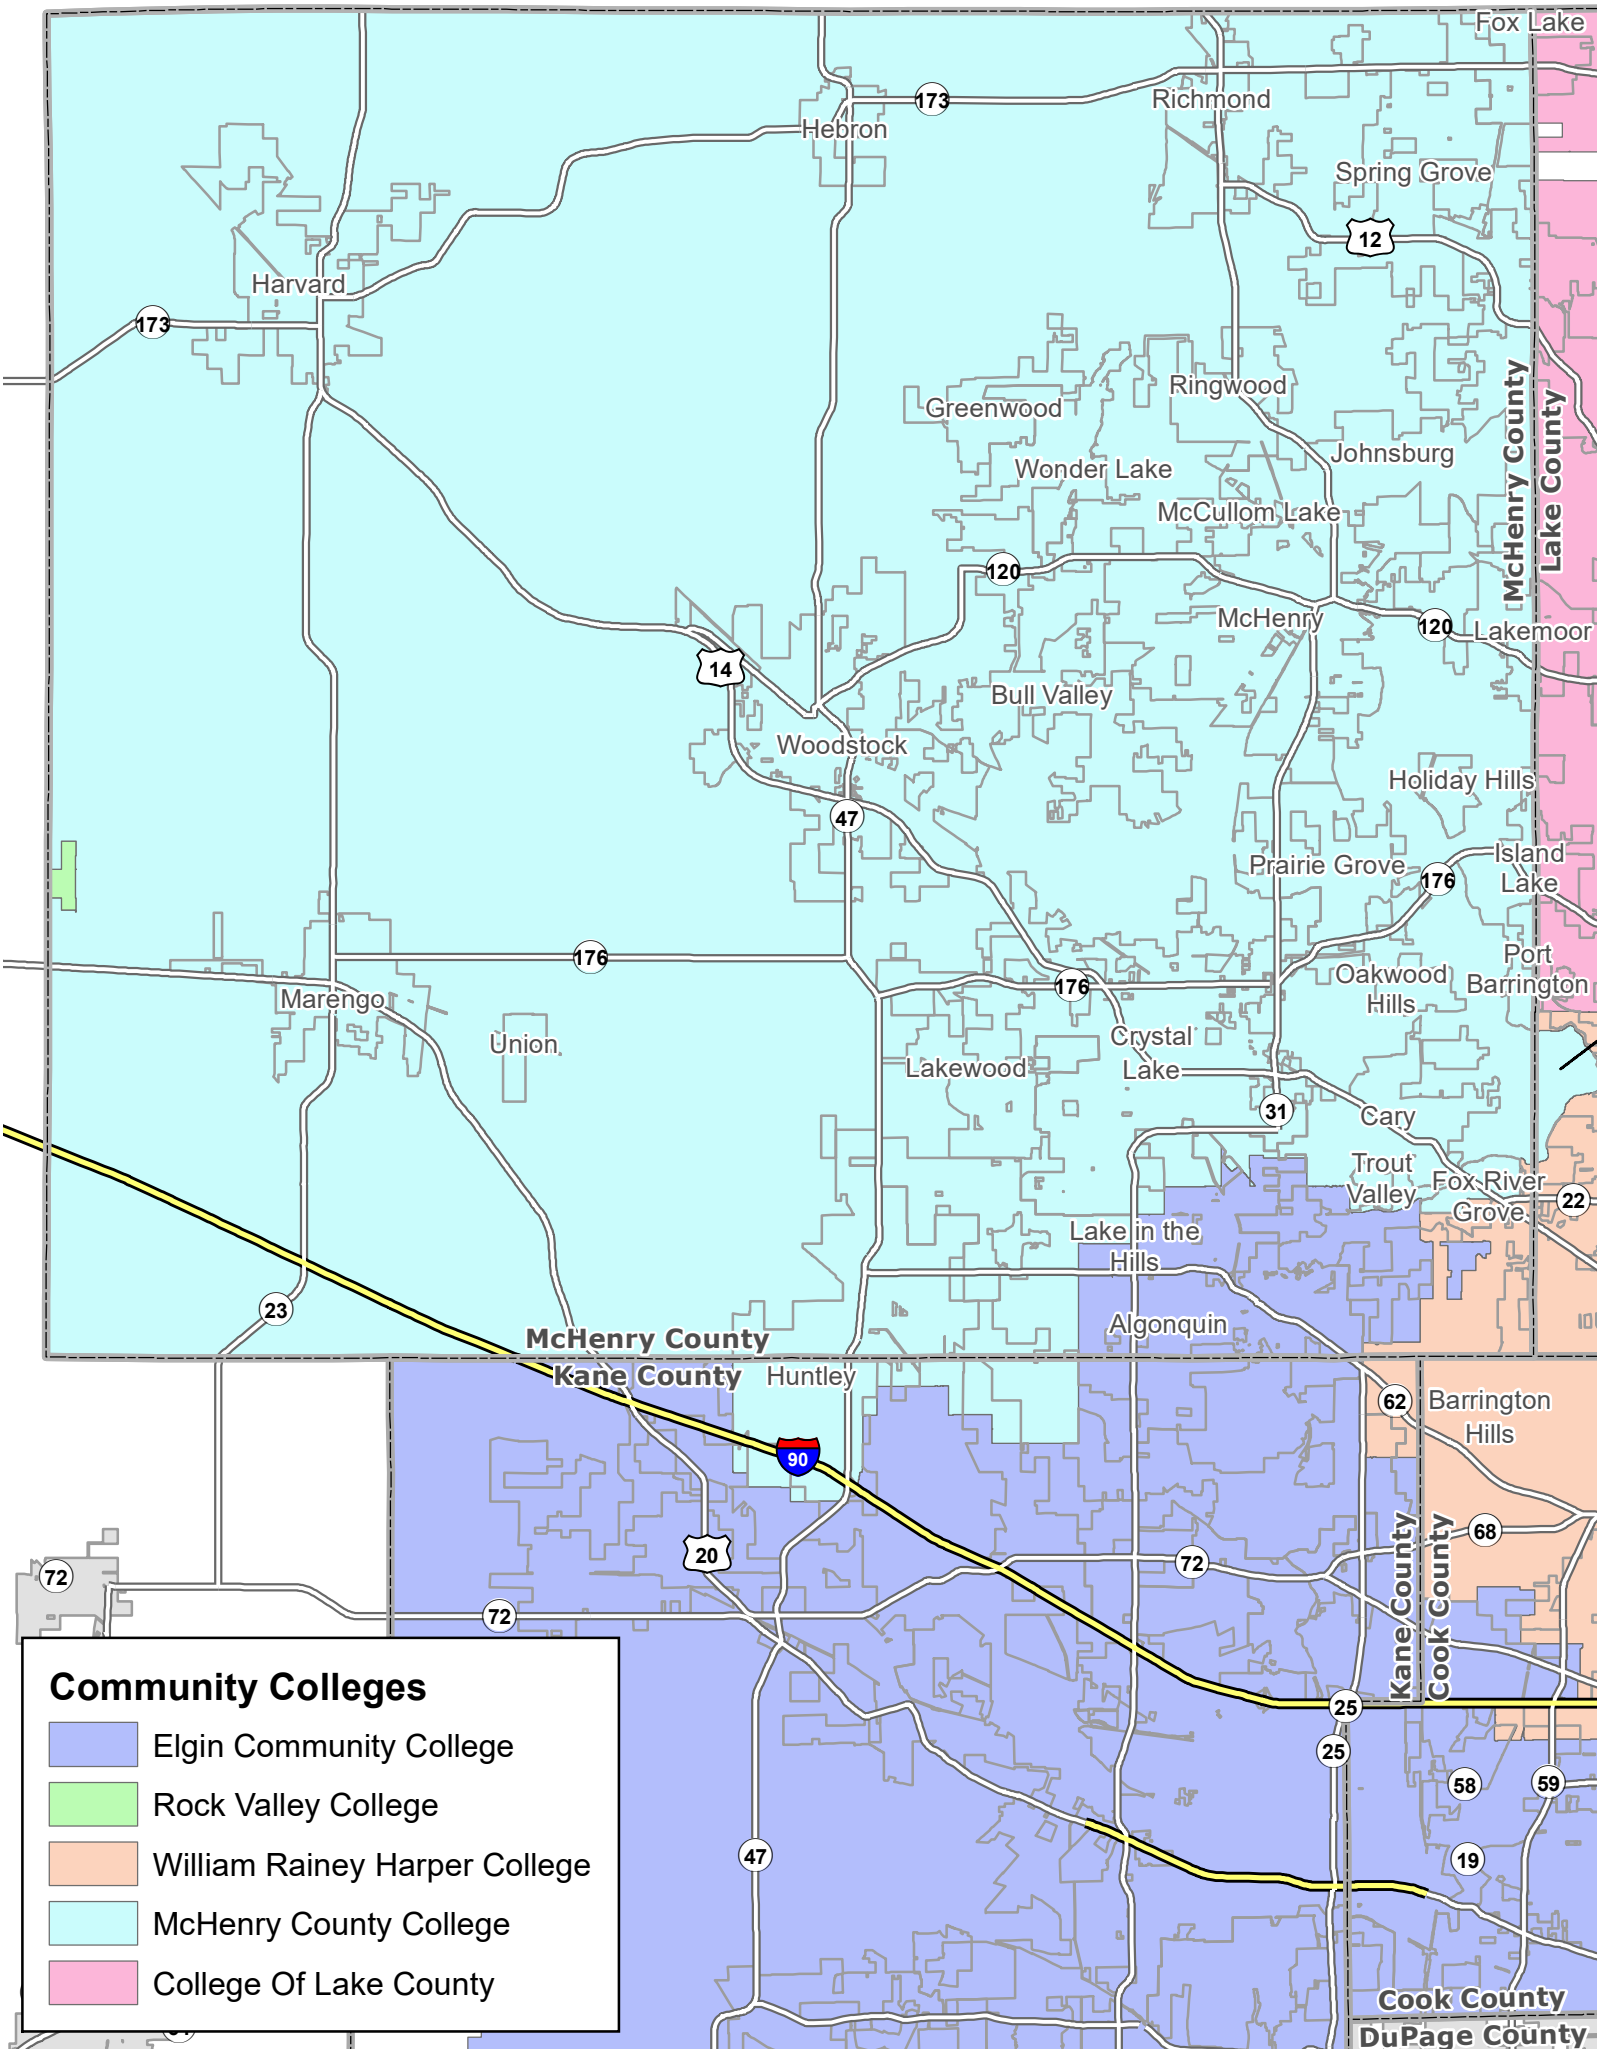 Fox Lake
173
Richmond
Hebron
Spring Grove
12
Harvard
173
Ringwood
Greenwood
McHenry County
Lake County
Johnsburg
Wonder Lake
McCullom Lake
120
McHenry
120
Lakemoor
14
Bull Valley
Woodstock
Holiday Hills
47
Island
Lake
Prairie Grove
176
176
Port
Barrington
Oakwood
Hills
176
Marengo
Union
Crystal
Lake
Lakewood
31
Cary
Trout
Valley
Fox River
Grove
22
Lake in the
Hills
23
Algonquin
McHenry County
Kane County
Huntley
62
Barrington
Hills
90
68
20
72
72
72
Kane County
Cook County
Community Colleges
Elgin Community College
Rock Valley College
William Rainey Harper College
McHenry County College
College Of Lake County
25
25
58
59
47
19
Cook County
DuPage County